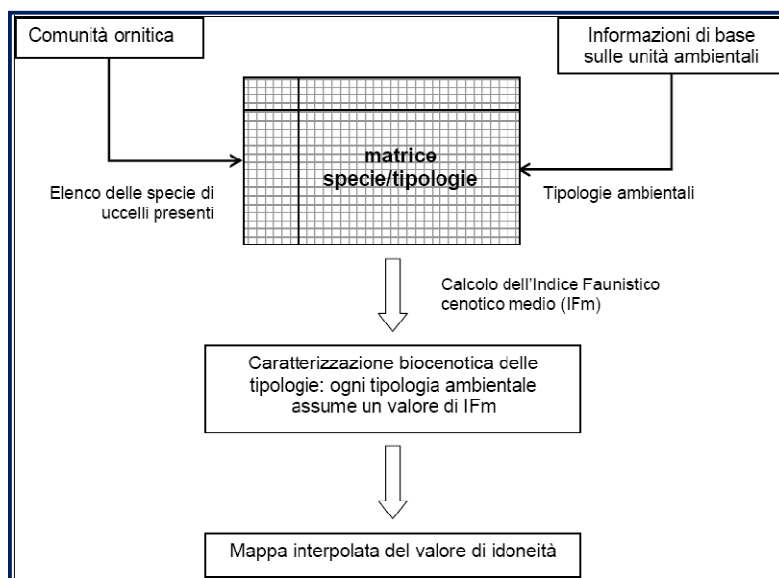 Comunità ornitica
Informazioni di base
sulle unità ambientali
matrice
specie/tipologie
Elenco delle specie di
uccelli presenti
Tipologie ambientali
Calcolo dell'Indice Faunistico
cenotico medio (IFm)
Caratterizzazione biocenotica delle
tipologie: ogni tipologia ambientale
assume un valore di IFm
Mappa interpolata del valore di idoneità